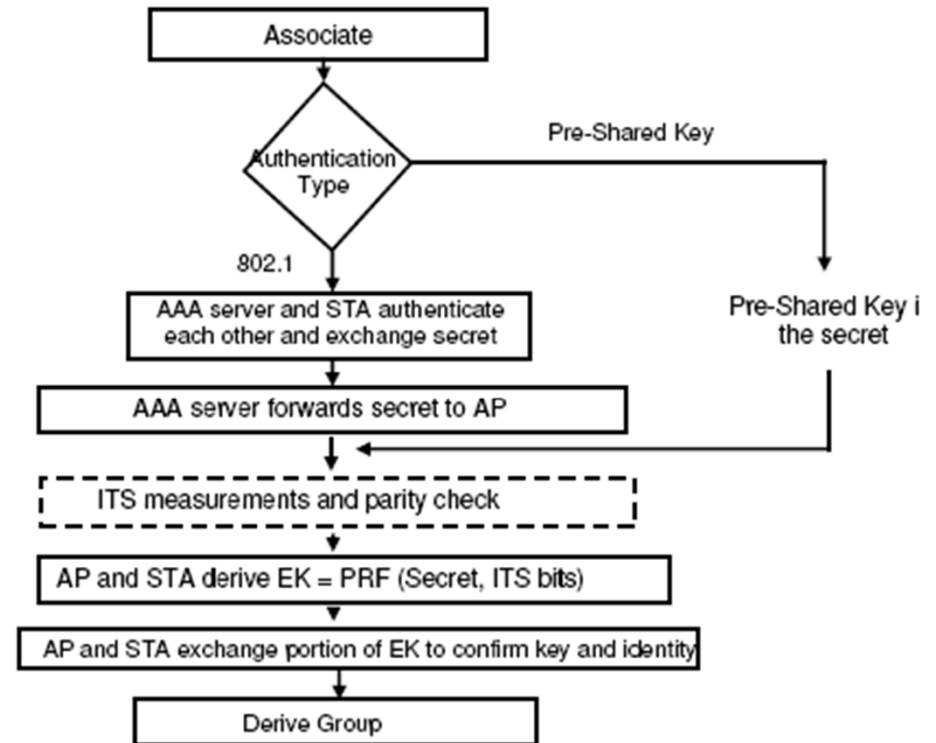 Associate
Authentication
Type
Pre-Shared Key
802.1
AAA server and STA authenticate
each other and exchange secret
Pre-Shared Key i
the secret
AAA server forwards secret to AP
ITS measurements and parity check
AP and STA derive EK = PRF (Secret, ITS bits)
AP and STA exchange portion of EK to confirm key and identity
Derive Group